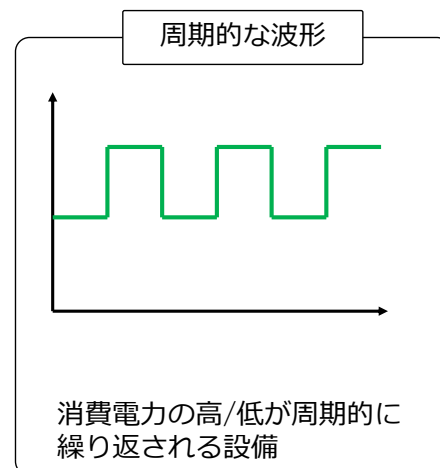 周期的な波形
消費電力の高/低が周期的に
繰り返される設備